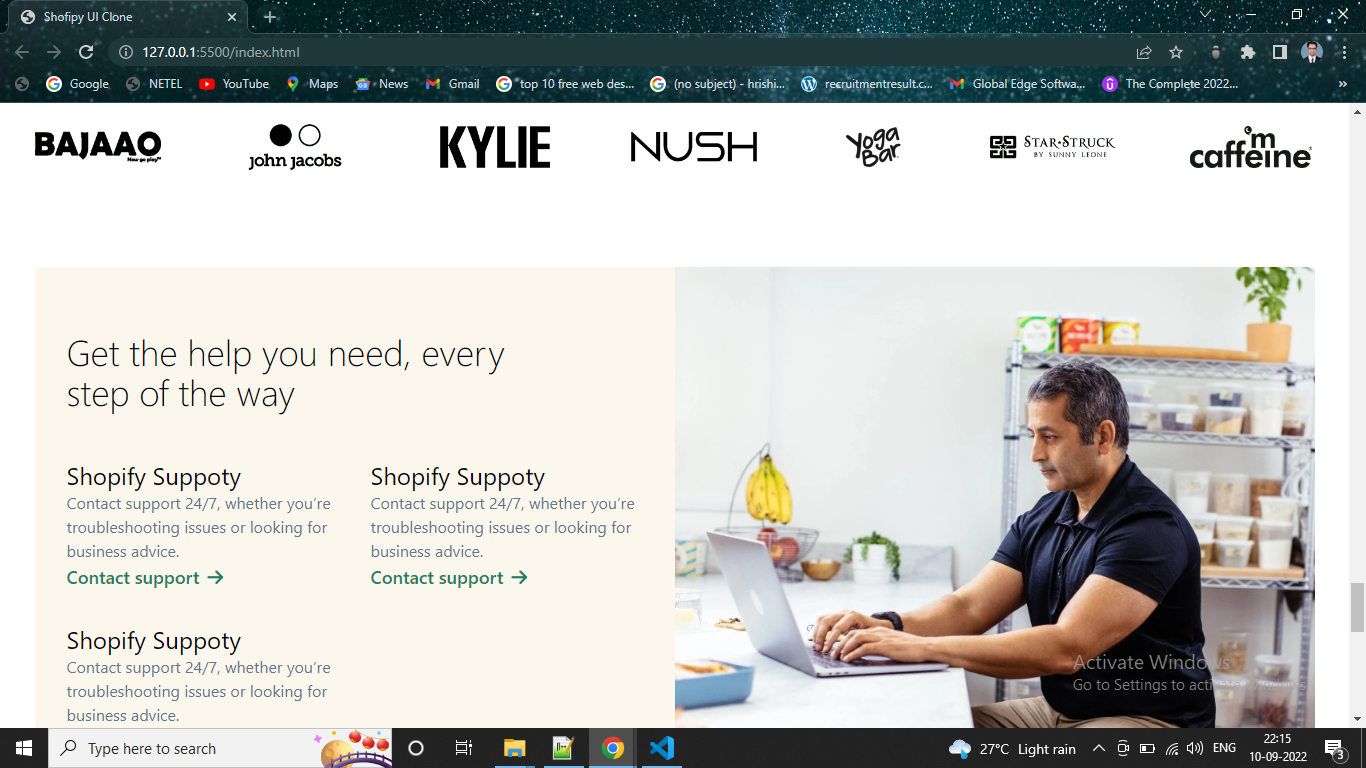 Shofipy UI Clone
127.0.0.1:5500/index.html
Google NETEL YouTube Maps News Gmail top 10 free web des... (no subject) - hrishi... recruitmentresult.c... Global Edge Softwa... The Complete 2022... »
BAJAAO
Now go play™
john jacobs
KYLIE
NUSH
Yoga
Bar
STAR★STRUCK
BY SUNNY LEONE
m
caffeine
Get the help you need, every
step of the way
Shopify Suppoty
Contact support 24/7, whether you're
troubleshooting issues or looking for
business advice.
Contact support →
Shopify Suppoty
Contact support 24/7, whether you're
troubleshooting issues or looking for
business advice.
Contact support →
Shopify Suppoty
Contact support 24/7, whether you're
troubleshooting issues or looking for
business advice.
Activate Windows
Go to Settings to activate Windows.
Type here to search
27°C Light rain
ENG
22:15
10-09-2022
3